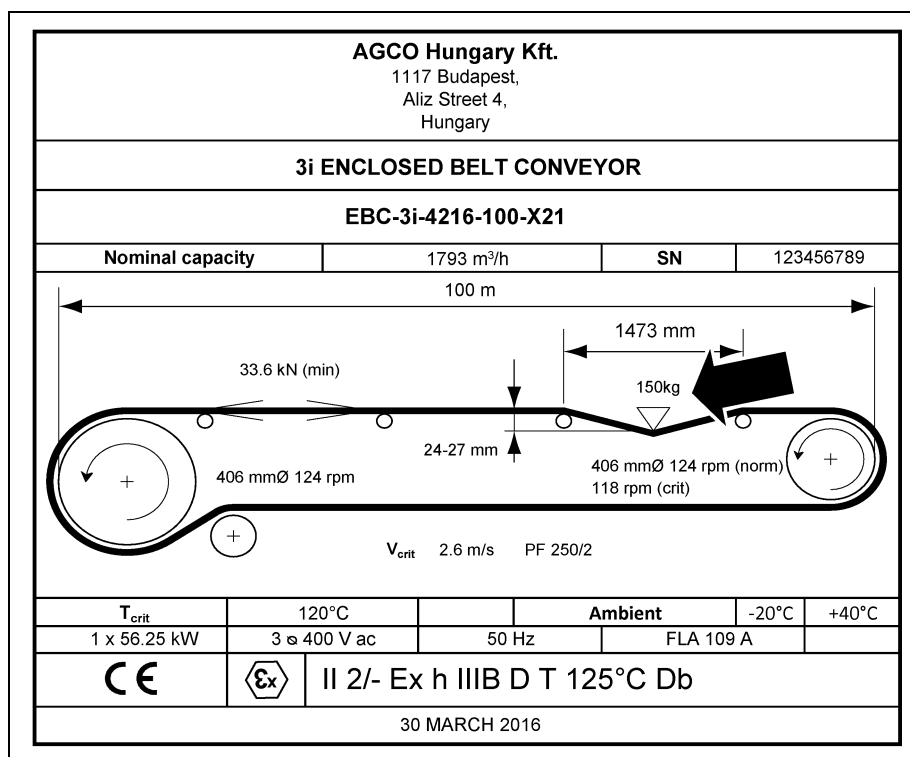 AGCO Hungary Kft.
1117 Budapest,
Aliz Street 4,
Hungary
3i ENCLOSED BELT CONVEYOR
EBC-3i-4216-100-X21
Nominal capacity 1793 m³/h SN 123456789
100 m
1473 mm
33.6 kN (min)
150kg
24-27 mm
406 mmØ 124 rpm
406 mmØ 124 rpm (norm)
118 rpm (crit)
Vcrit 2.6 m/s PF 250/2
Tcrit 120°C Ambient -20°C +40°C
1 x 56.25 kW 3 ⦰ 400 V ac 50 Hz FLA 109 A
CE Ex II 2/- Ex h IIIB D T 125°C Db
30 MARCH 2016